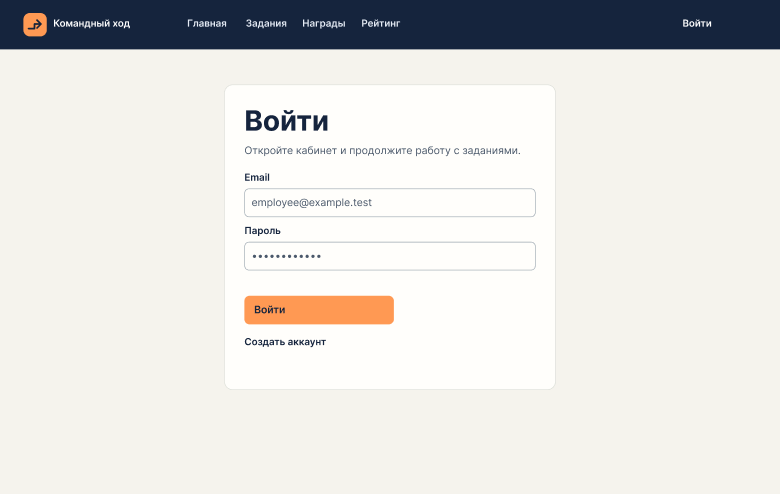 Командный ход
Главная Задания Награды Рейтинг
Войти
Войти
Откройте кабинет и продолжите работу с заданиями.
Email
employee@example.test
Пароль
••••••••••••
Войти
Создать аккаунт